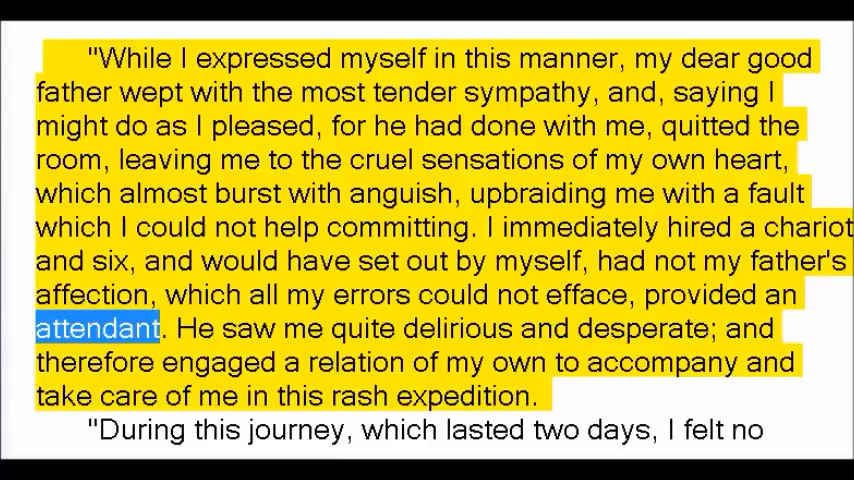 "While I expressed myself in this manner, my dear good
father wept with the most tender sympathy, and, saying I
might do as I pleased, for he had done with me, quitted the
room, leaving me to the cruel sensations of my own heart,
which almost burst with anguish, upbraiding me with a fault
which I could not help committing. I immediately hired a chariot
and six, and would have set out by myself, had not my father's
affection, which all my errors could not efface, provided an
attendant. He saw me quite delirious and desperate; and
therefore engaged a relation of my own to accompany and
take care of me in this rash expedition.
"During this journey, which lasted two days, I felt no